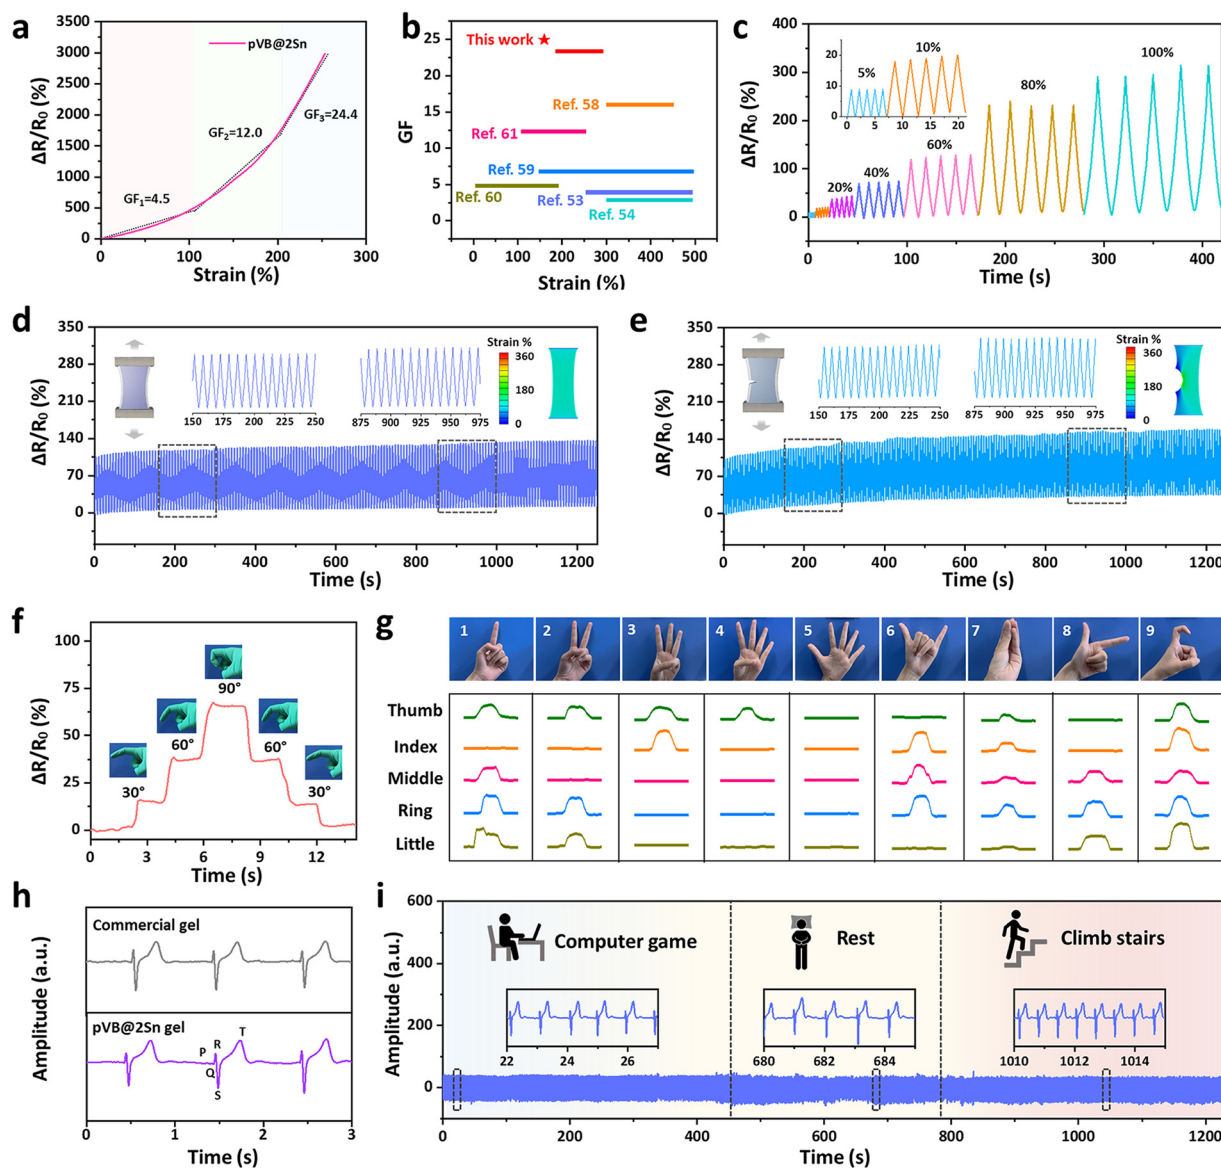 a
3500
3000
2500
2000
1500
1000
500
0
ΔR/R₀ (%)
pVB@2Sn
GF₁=4.5
GF₂=12.0
GF₃=24.4
0 100 200 300
Strain (%)
b
25
20
15
10
5
0
GF
This work ★
Ref. 58
Ref. 61
Ref. 59
Ref. 60
Ref. 53
Ref. 54
0 100 200 300 400 500
Strain (%)
c
400
300
200
100
0
ΔR/R₀ (%)
5%
10%
20
10
0
0 5 10 15 20
20%
40%
60%
80%
100%
0 100 200 300 400
Time (s)
d
350
280
210
140
70
0
ΔR/R₀ (%)
150 175 200 225 250
875 900 925 950 975
Strain %
360
180
0
0 200 400 600 800 1000 1200
Time (s)
e
350
280
210
140
70
0
ΔR/R₀ (%)
150 175 200 225 250
875 900 925 950 975
Strain %
360
180
0
0 200 400 600 800 1000 1200
Time (s)
f
100
75
50
25
0
ΔR/R₀ (%)
30°
60°
90°
60°
30°
0 3 6 9 12
Time (s)
g
1 2 3 4 5 6 7 8 9
Thumb
Index
Middle
Ring
Little
h
Amplitude (a.u.)
Commercial gel
pVB@2Sn gel
P
Q
R
S
T
0 1 2 3
Time (s)
i
600
400
200
0
Amplitude (a.u.)
Computer game
Rest
Climb stairs
22 24 26
680 682 684
1010 1012 1014
0 200 400 600 800 1000 1200
Time (s)